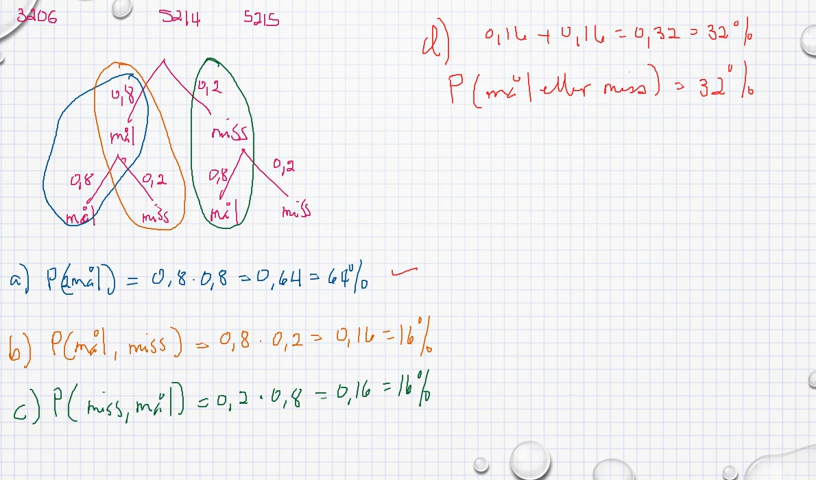 3206 5214 5215
0,8 0,2
mål miss
0,8 0,2 0,8 0,2
mål miss mål miss
a) P(2mål) = 0,8 · 0,8 = 0,64 = 64%
b) P(mål, miss) = 0,8 · 0,2 = 0,16 = 16%
c) P(miss, mål) = 0,2 · 0,8 = 0,16 = 16%
d) 0,16 + 0,16 = 0,32 = 32%
P(mål eller miss) = 32%